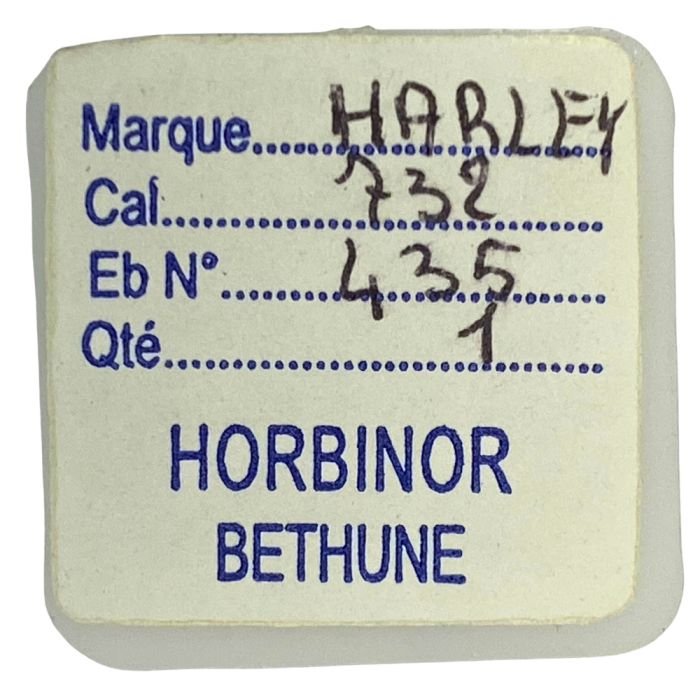 Marque..........HARLEY
Cal..........732
Eb N°..........435
Qté..........1
HORBINOR
BETHUNE